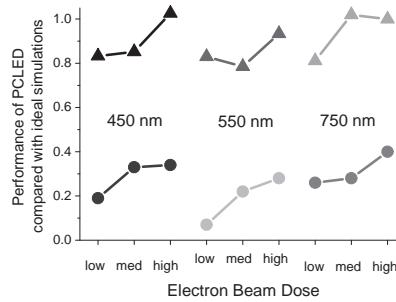 Performance of PCLED
compared with ideal simulations
1.0
0.8
0.6
0.4
0.2
0.0
450 nm 550 nm 750 nm
low med high low med high low med high
Electron Beam Dose